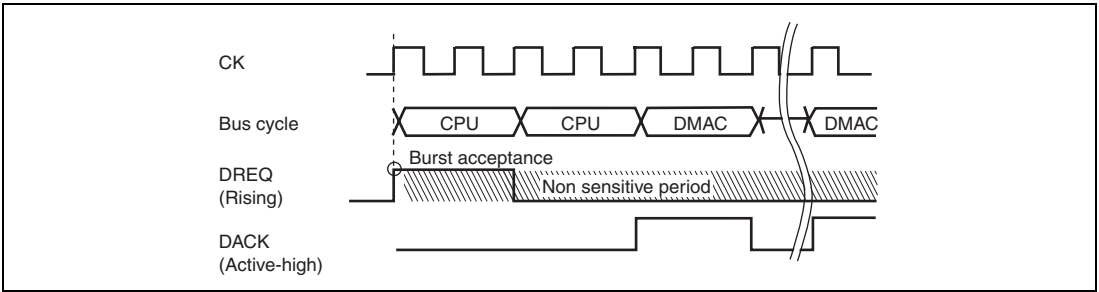 CK
Bus cycle
CPU CPU DMAC DMAC
Burst acceptance
DREQ
(Rising)
Non sensitive period
DACK
(Active-high)